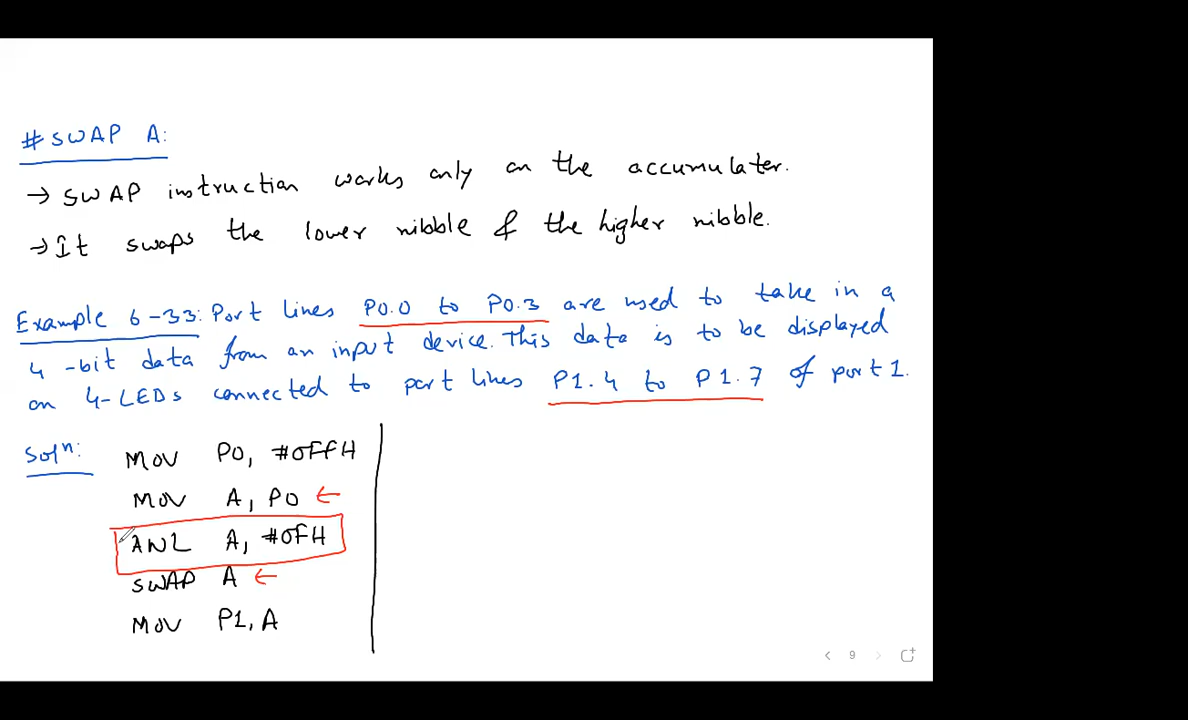 # SWAP A:
→ SWAP instruction works only on the accumulater.
→ It swaps the lower nibble & the higher nibble.
Example 6-33: Port lines P0.0 to P0.3 are used to take in a
4-bit data from an input device. This data is to be displayed
on 4-LEDs connected to port lines P1.4 to P1.7 of port 1.
Solⁿ: MOV P0, #0FFH
MOV A, P0 ←
ANL A, #0FH
SWAP A ←
MOV P1, A
< 9 >